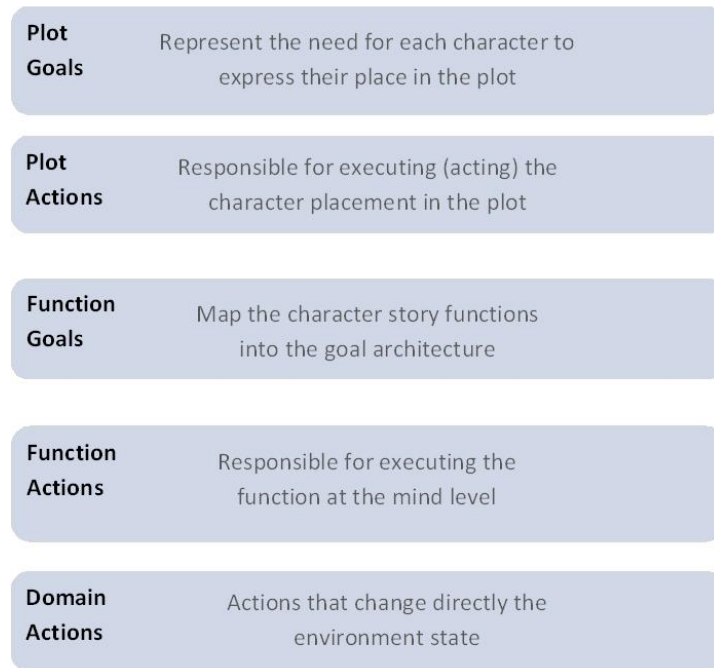 Plot
Goals
Represent the need for each character to
express their place in the plot
Plot
Actions
Responsible for executing (acting) the
character placement in the plot
Function
Goals
Map the character story functions
into the goal architecture
Function
Actions
Responsible for executing the
function at the mind level
Domain
Actions
Actions that change directly the
environment state